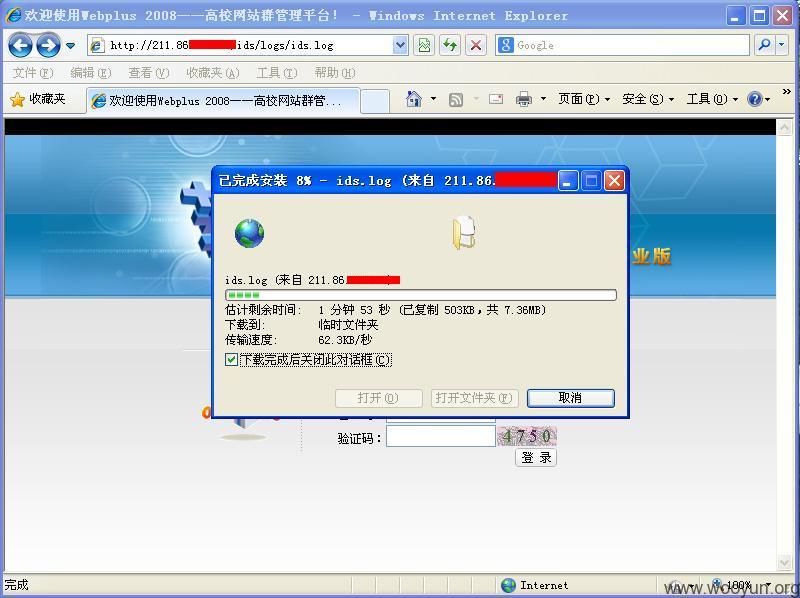 欢迎使用Webplus 2008——高校网站群管理平台！ - Windows Internet Explorer
http://211.86 ids/logs/ids.log
Google
文件(F) 编辑(E) 查看(V) 收藏夹(A) 工具(T) 帮助(H)
收藏夹 欢迎使用Webplus 2008——高校网站群管...
页面(P) 安全(S) 工具(O) »
已完成安装 8% - ids.log (来自 211.86.
业版
ids.log (来自 211.86. )
估计剩余时间: 1 分钟 53 秒 (已复制 503KB，共 7.36MB)
下载到: 临时文件夹
传输速度: 62.3KB/秒
下载完成后关闭此对话框(C)
打开(O) 打开文件夹(F) 取消
验证码： 4750
登 录
完成 Internet 100%
www.wooyun.org